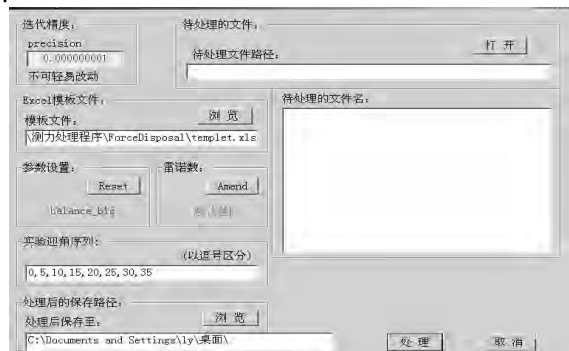 迭代精度:
precision
0.000000001
不可轻易改动
待处理的文件:
待处理文件路径:
打 开
Excel模板文件:
模板文件:
浏 览
\测力处理程序\ForceDisposal\templet.xls
待处理的文件名:
参数设置:
Reset
balance_big
雷诺数:
Amend
实验迎角序列:
(以逗号区分)
0,5,10,15,20,25,30,35
处理后的保存路径:
处理后保存至:
浏 览
C:\Documents and Settings\ly\桌面\
处 理
取 消